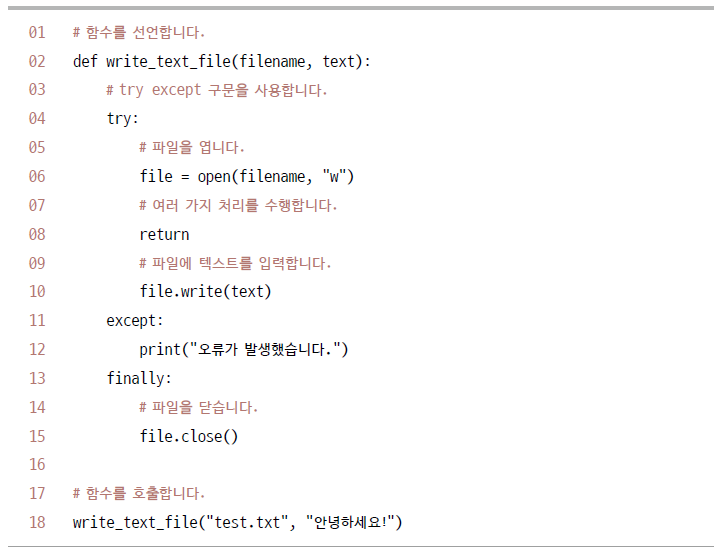 01 # 함수를 선언합니다.
02 def write_text_file(filename, text):
03     # try except 구문을 사용합니다.
04     try:
05         # 파일을 엽니다.
06         file = open(filename, "w")
07         # 여러 가지 처리를 수행합니다.
08         return
09         # 파일에 텍스트를 입력합니다.
10         file.write(text)
11     except:
12         print("오류가 발생했습니다.")
13     finally:
14         # 파일을 닫습니다.
15         file.close()
16
17 # 함수를 호출합니다.
18 write_text_file("test.txt", "안녕하세요!")